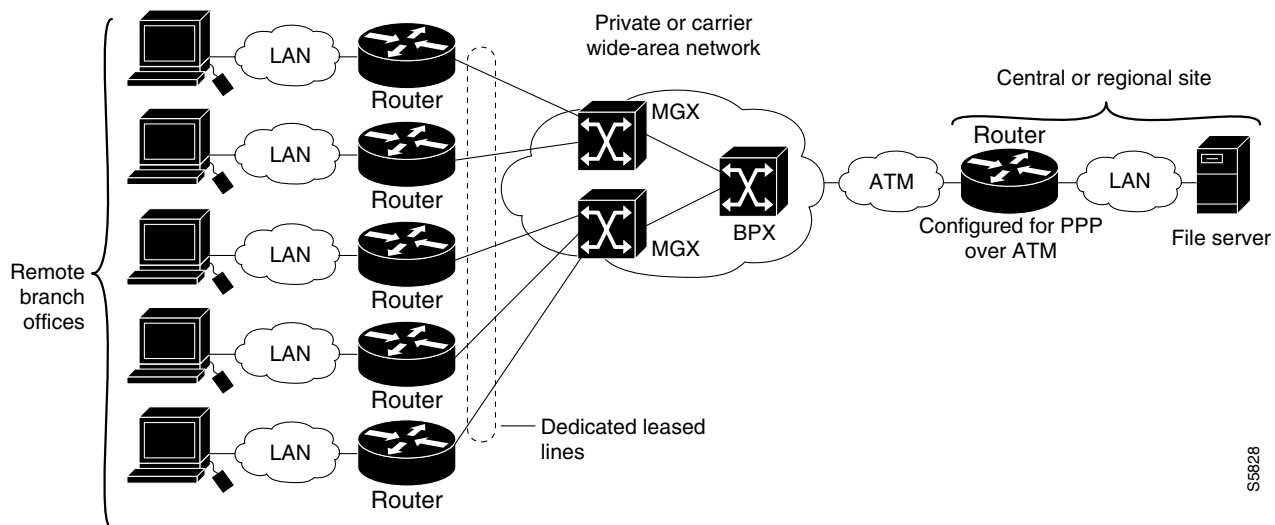 Private or carrier
wide-area network
Central or regional site
LAN
Router
MGX
Router
LAN
Router
ATM
LAN
BPX
Configured for PPP
over ATM
File server
MGX
LAN
Router
Remote
branch
offices
LAN
Router
Dedicated leased
lines
LAN
Router
S5828